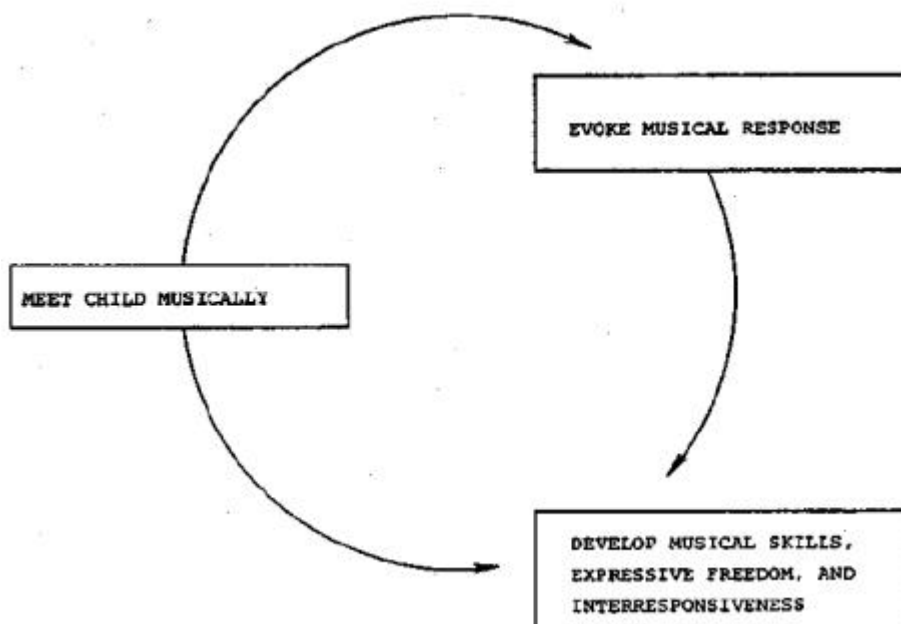 EVOKE MUSICAL RESPONSE
MEET CHILD MUSICALLY
DEVELOP MUSICAL SKILLS,
EXPRESSIVE FREEDOM, AND
INTERRESPONSIVENESS